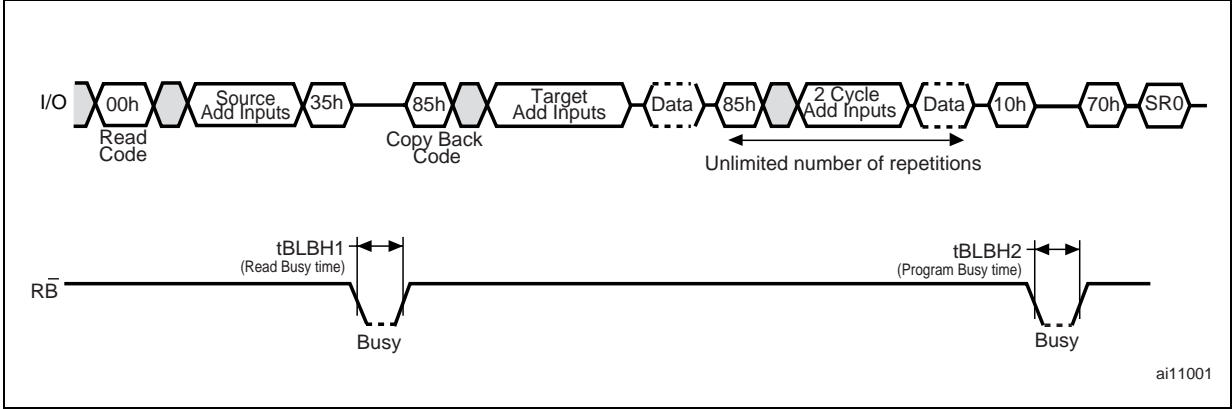 I/O 00h Source Add Inputs 35h 85h Target Add Inputs Data 85h 2 Cycle Add Inputs Data 10h 70h SR0
Read Code
Copy Back Code
Unlimited number of repetitions
tBLBH1
(Read Busy time)
tBLBH2
(Program Busy time)
RB̅
Busy
Busy
ai11001